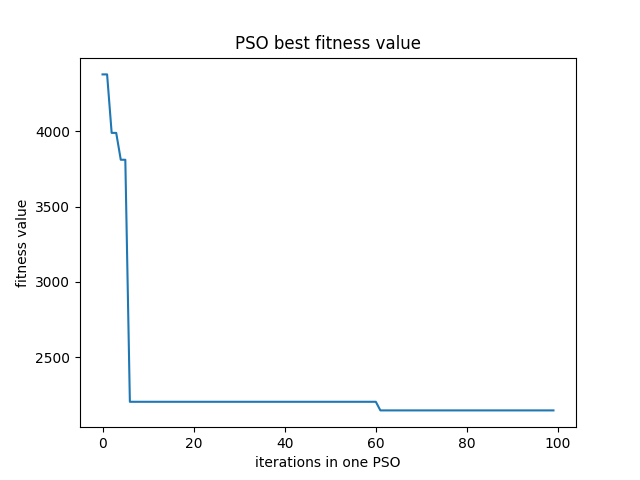 PSO best fitness value
4000
3500
3000
2500
fitness value
0 20 40 60 80 100
iterations in one PSO